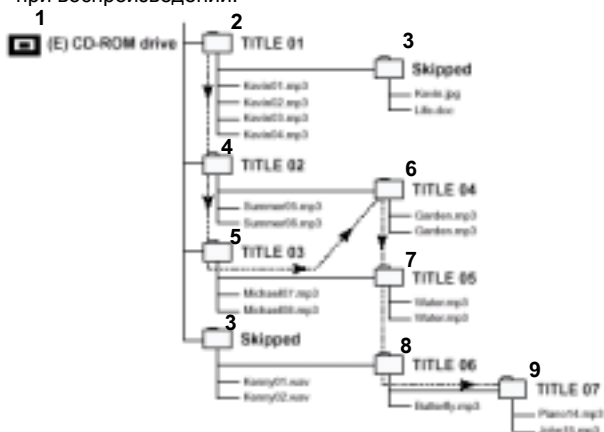 при воспроизведении.
1
2
3
(E) CD-ROM drive
TITLE 01
Skipped
Kevin01.mp3
Kevin02.mp3
Kevin03.mp3
Kevin04.mp3
Kevin.jpg
Life.doc
4
6
TITLE 02
TITLE 04
Summer05.mp3
Summer06.mp3
Garden.mp3
Garden.mp3
5
7
TITLE 03
TITLE 05
Michael07.mp3
Michael08.mp3
Water.mp3
Water.mp3
3
8
Skipped
TITLE 06
9
Kenny01.wav
Kenny02.wav
Butterfly.mp3
TITLE 07
Piano14.mp3